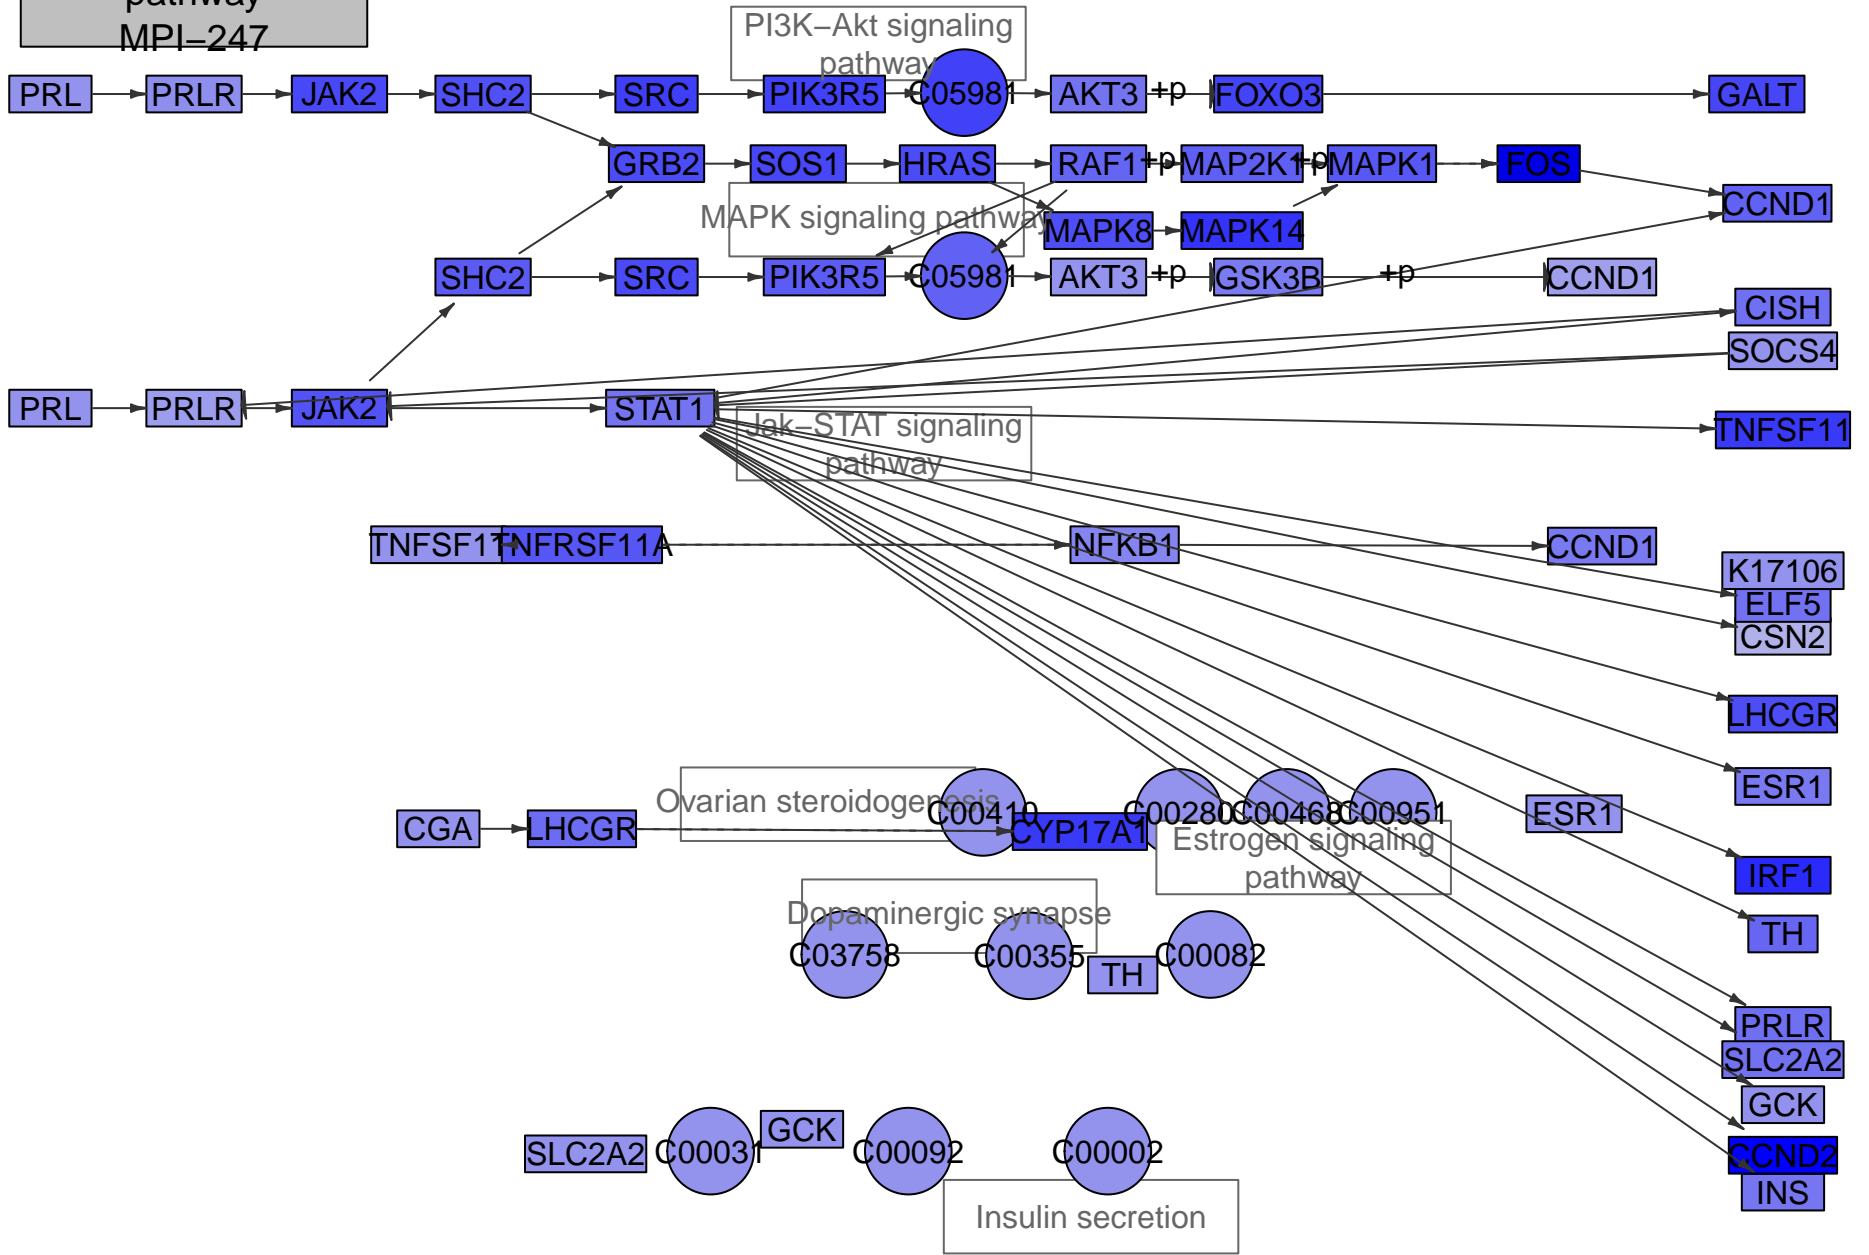 pathway
MPI−247
PI3K−Akt signaling
pathway
PRL
PRLR
JAK2
SHC2
SRC
PIK3R5
C05981
AKT3
+p
FOXO3
GALT
GRB2
SOS1
HRAS
RAF1
+p
MAP2K1
+p
MAPK1
FOS
CCND1
MAPK signaling pathway
MAPK8
MAPK14
SHC2
SRC
PIK3R5
C05981
AKT3
+p
GSK3B
+p
CCND1
CISH
SOCS4
PRL
PRLR
JAK2
STAT1
Jak−STAT signaling
pathway
TNFSF11
TNFSF11
TNFRSF11A
NFKB1
CCND1
K17106
ELF5
CSN2
LHCGR
ESR1
Ovarian steroidogenesis
C00410
C00280
C00468
C00951
ESR1
CGA
LHCGR
CYP17A1
Estrogen signaling
pathway
IRF1
Dopaminergic synapse
TH
C03758
C00355
TH
C00082
PRLR
SLC2A2
GCK
SLC2A2
C00031
GCK
C00092
C00002
CCND2
INS
Insulin secretion